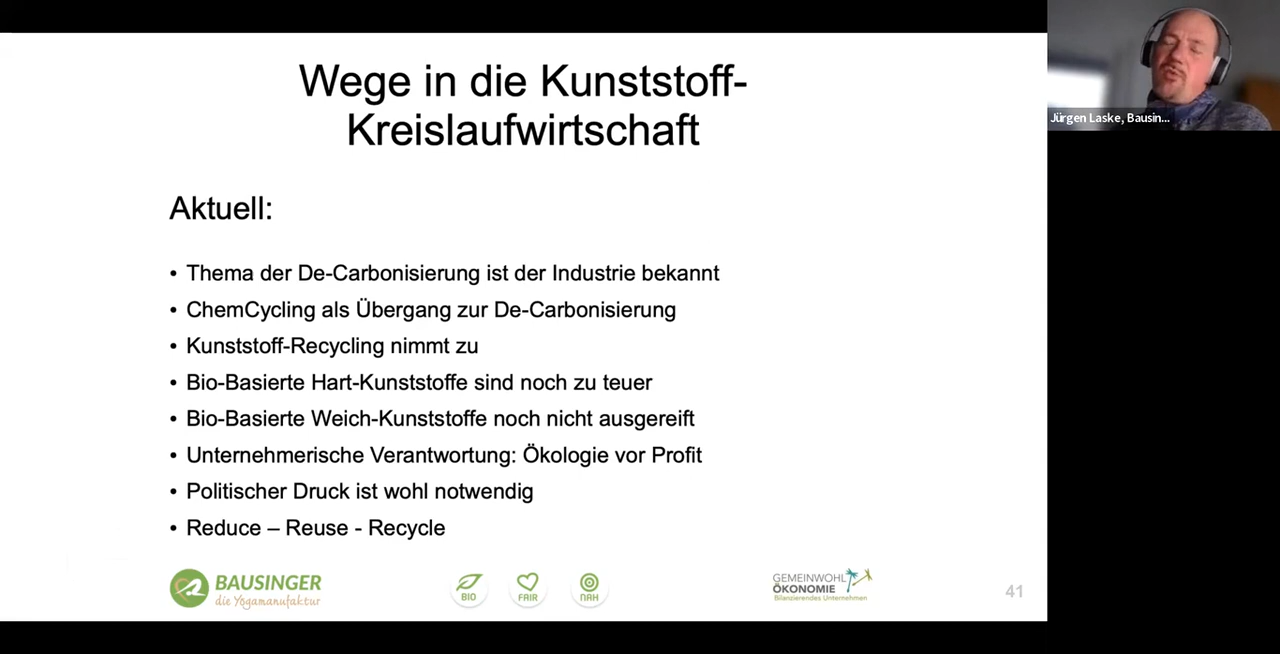 Wege in die Kunststoff-
Kreislaufwirtschaft
Aktuell:
• Thema der De-Carbonisierung ist der Industrie bekannt
• ChemCycling als Übergang zur De-Carbonisierung
• Kunststoff-Recycling nimmt zu
• Bio-Basierte Hart-Kunststoffe sind noch zu teuer
• Bio-Basierte Weich-Kunststoffe noch nicht ausgereift
• Unternehmerische Verantwortung: Ökologie vor Profit
• Politischer Druck ist wohl notwendig
• Reduce – Reuse - Recycle
BAUSINGER
die Yogamanufaktur
BIO
FAIR
NAH
GEMEINWOHL
ÖKONOMIE
Bilanzierendes Unternehmen
41
Jürgen Laske, Bausin...